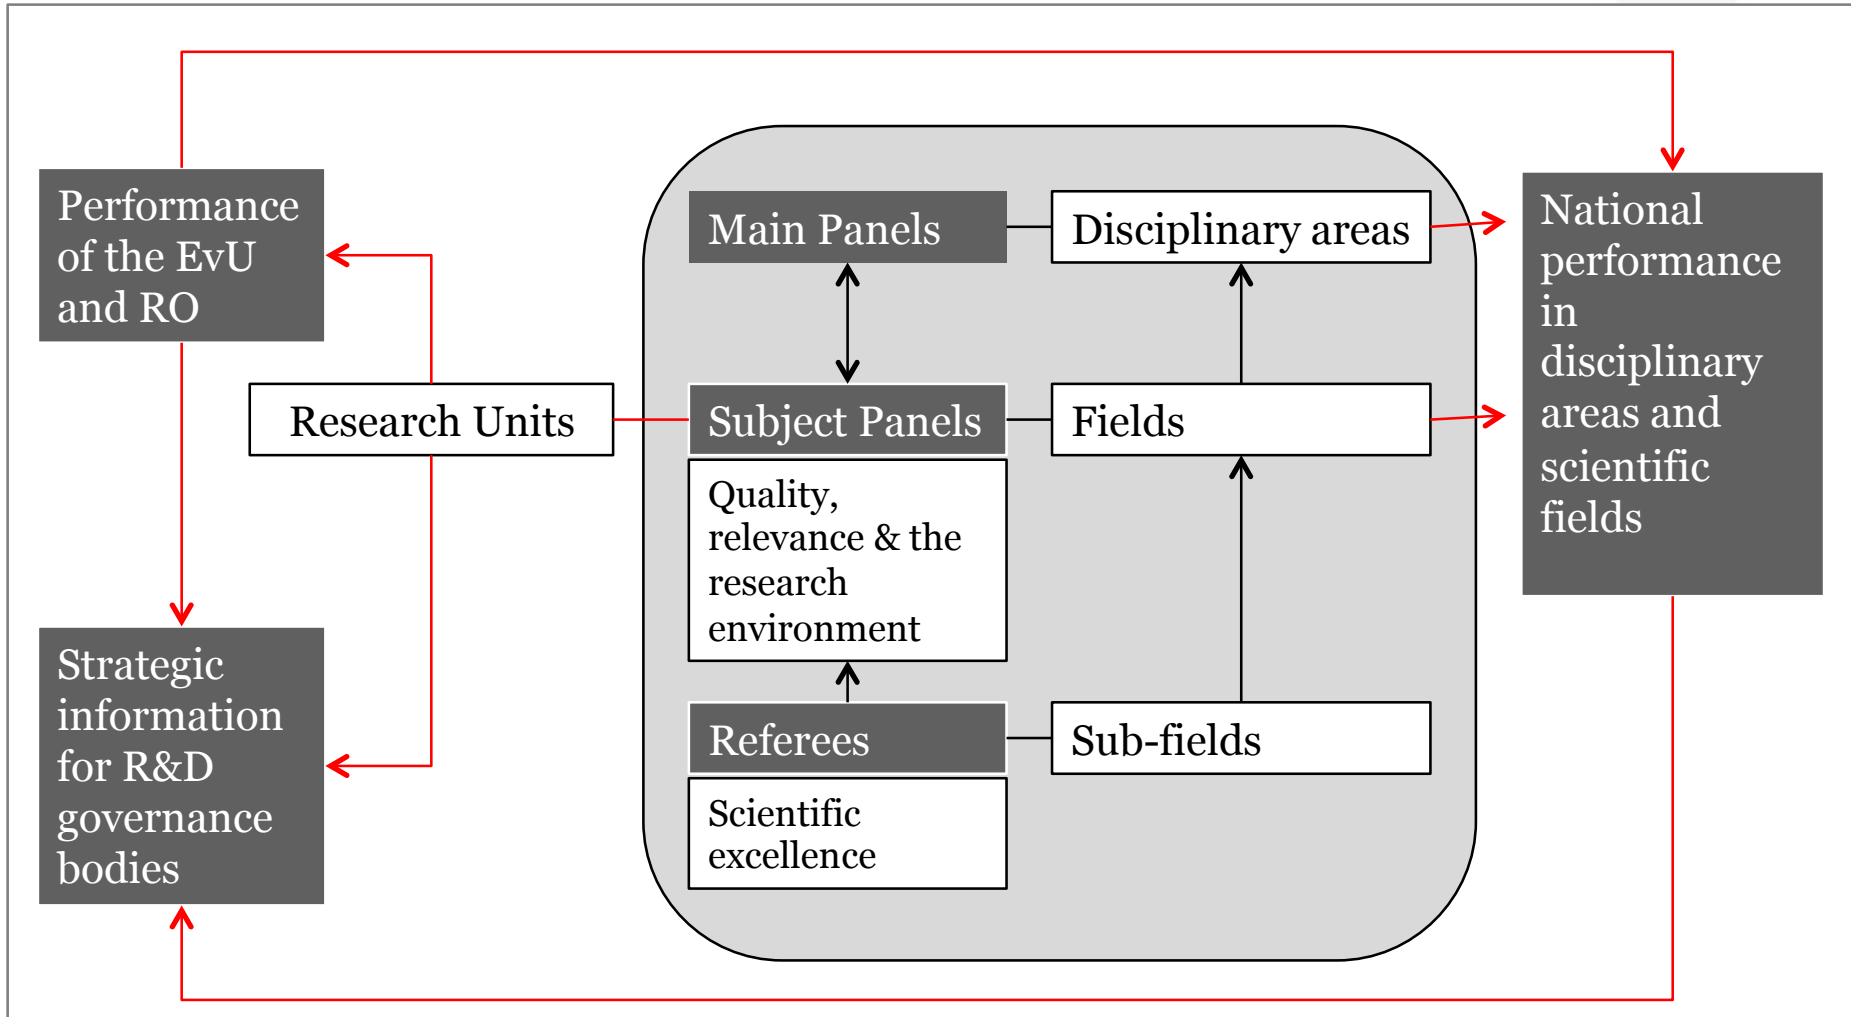 Performance
of the EvU
and RO
Research Units
Strategic
information
for R&D
governance
bodies
Main Panels
Disciplinary areas
Subject Panels
Fields
Quality,
relevance & the
research
environment
Referees
Sub-fields
Scientific
excellence
National
performance
in
disciplinary
areas and
scientific
fields